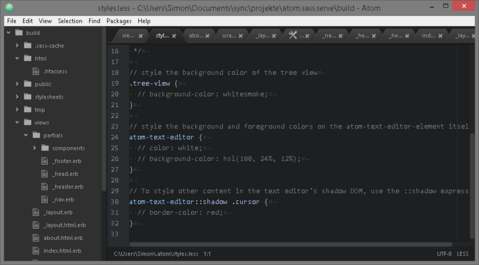 styles.less - C:\Users\Simon\Documents\sync\projekte\atom.sass.serve\build - Atom
File Edit View Selection Find Packages Help
build
.sass-cache
html
.htaccess
public
stylesheets
tmp
views
partials
components
_footer.erb
_head.erb
_header.erb
_nav.erb
_layout.erb
_layout.html.erb
about.html.erb
index.html.erb
vie... styl... abo... usa... _lay... _na... _he... _he... ind... _lay
16 */
17
18 // style the background color of the tree view
19 .tree-view {
20 // background-color: whitesmoke;
21 }
22
23 // style the background and foreground colors on the atom-text-editor-element itsel
24 atom-text-editor {
25 // color: white;
26 // background-color: hsl(180, 24%, 12%);
27 }
28
29 // To style other content in the text editor's shadow DOM, use the ::shadow express
30 atom-text-editor::shadow .cursor {
31 // border-color: red;
32 }
33
C:\Users\Simon\.atom\styles.less 1:1 UTF-8 LESS